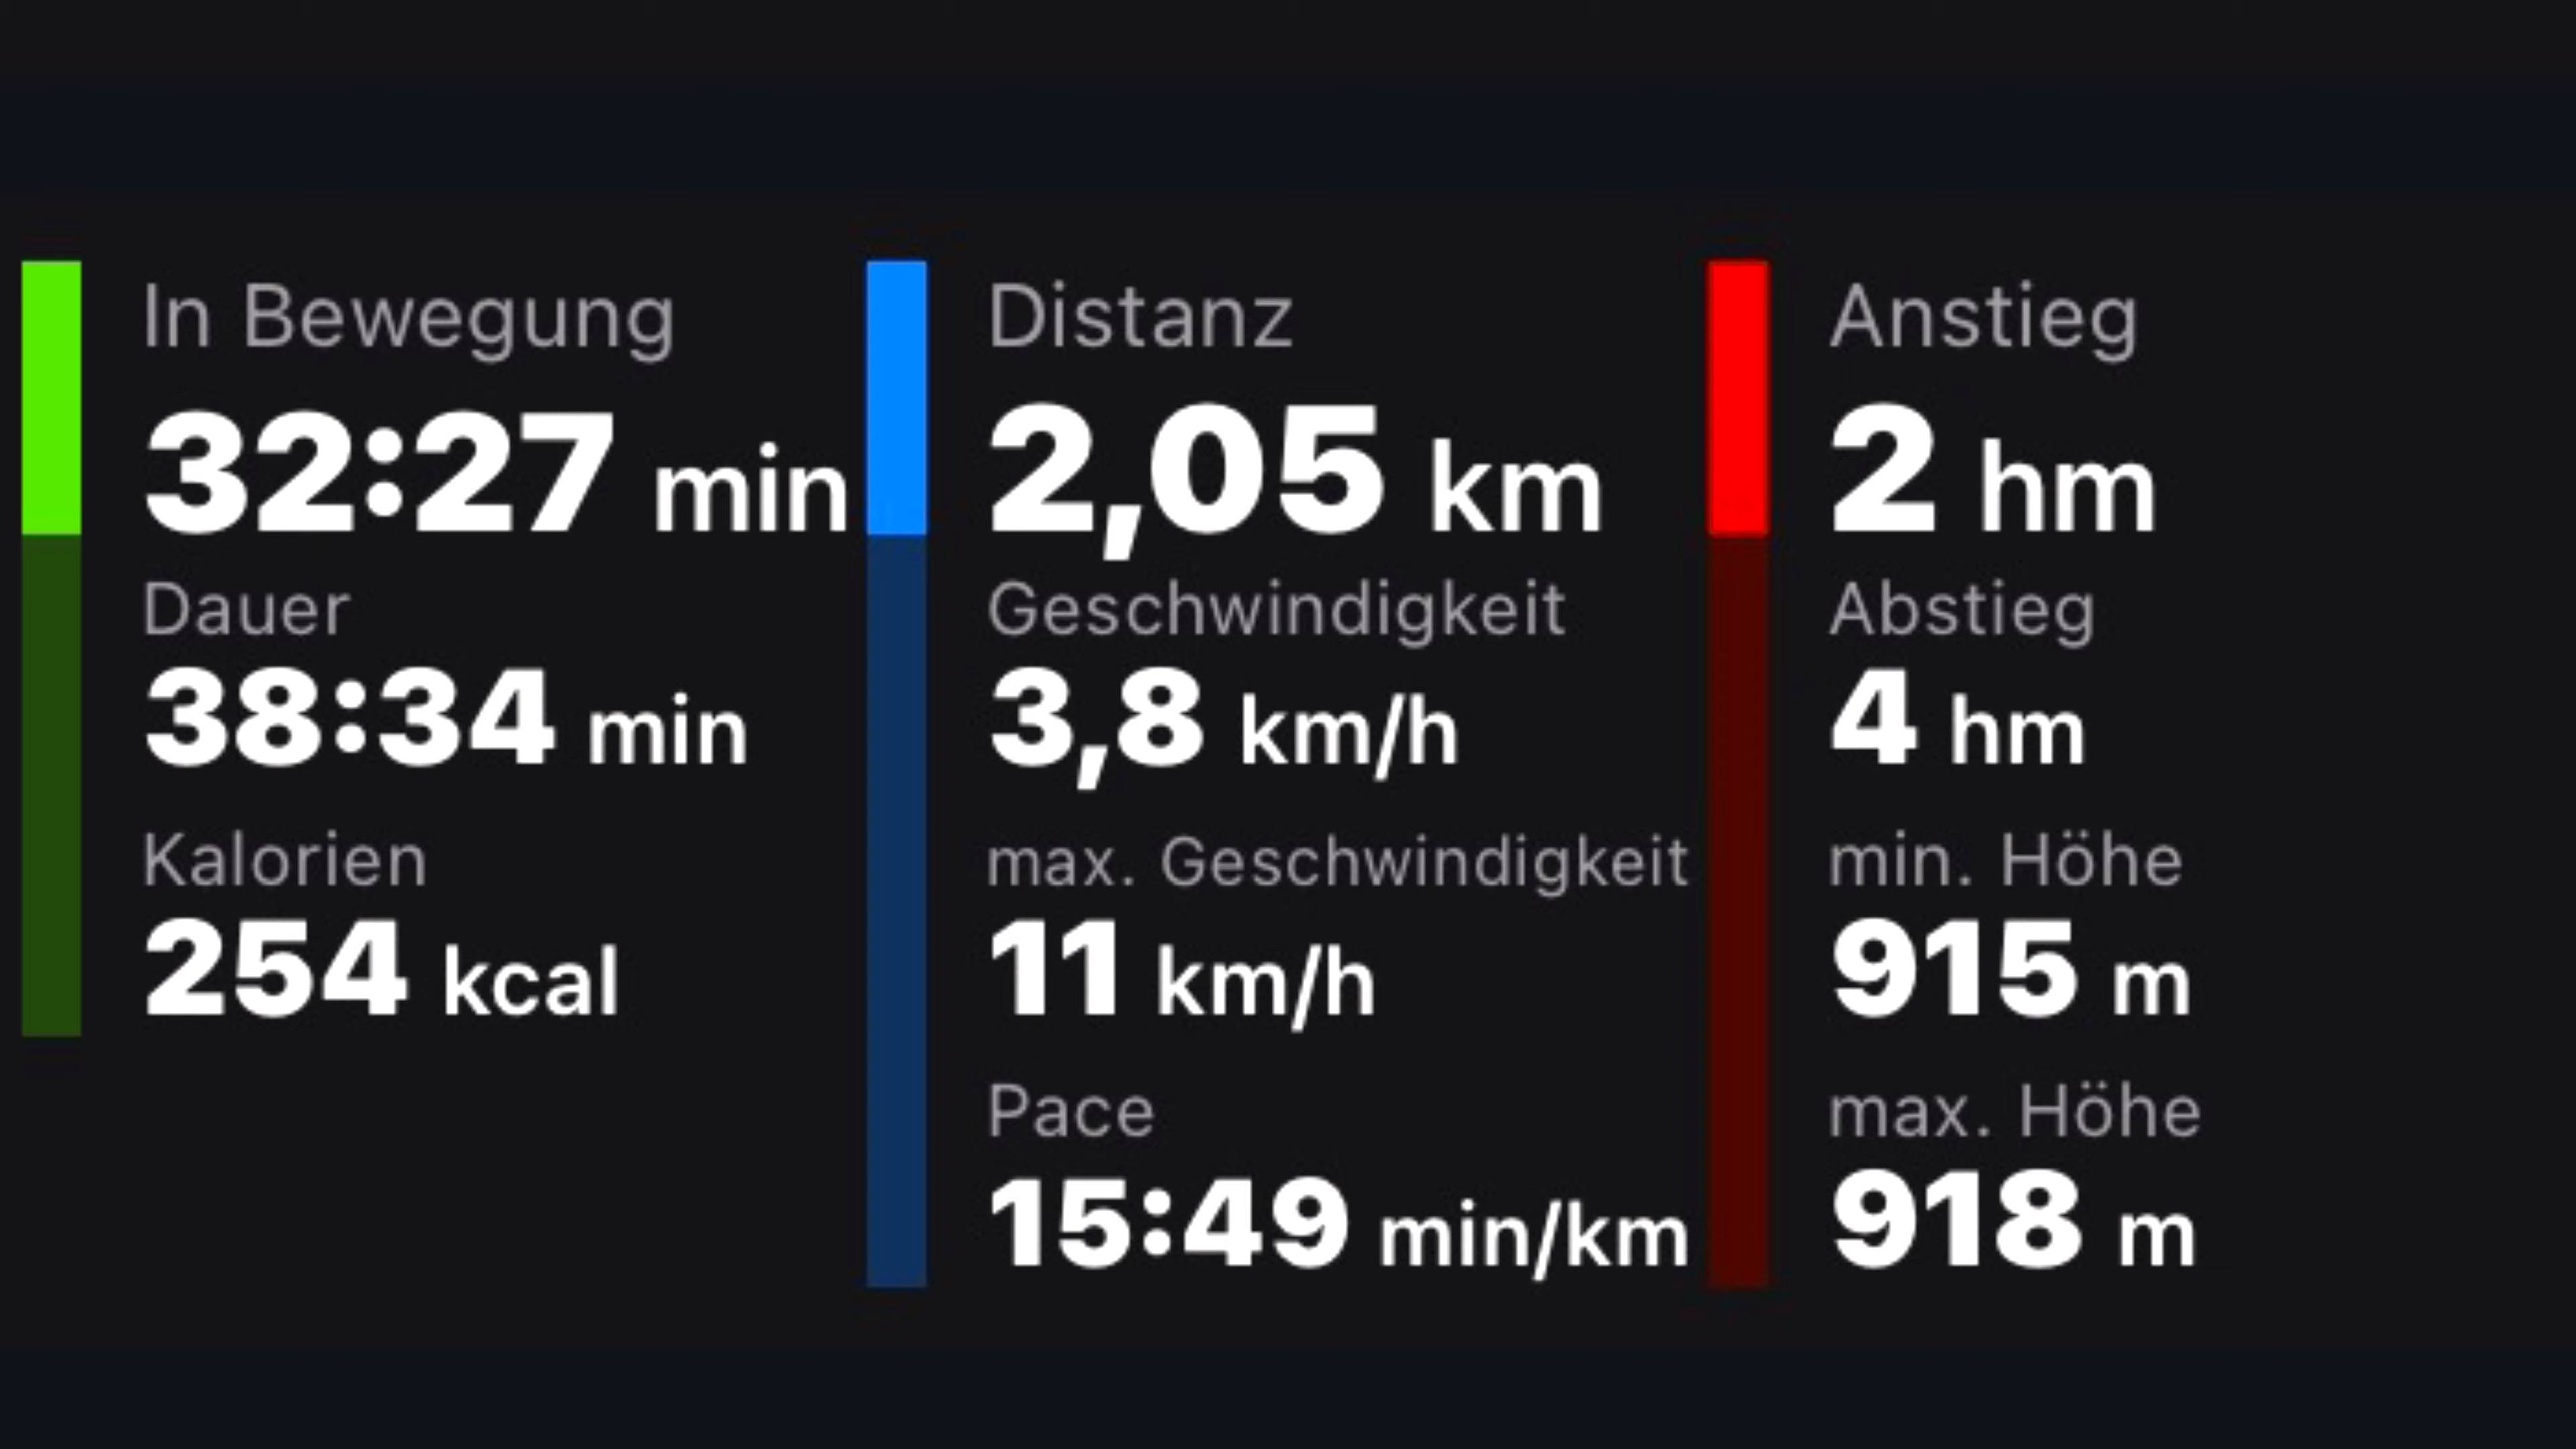 In Bewegung
32:27 min
Dauer
38:34 min
Kalorien
254 kcal
Distanz
2,05 km
Geschwindigkeit
3,8 km/h
max. Geschwindigkeit
11 km/h
Pace
15:49 min/km
Anstieg
2 hm
Abstieg
4 hm
min. Höhe
915 m
max. Höhe
918 m